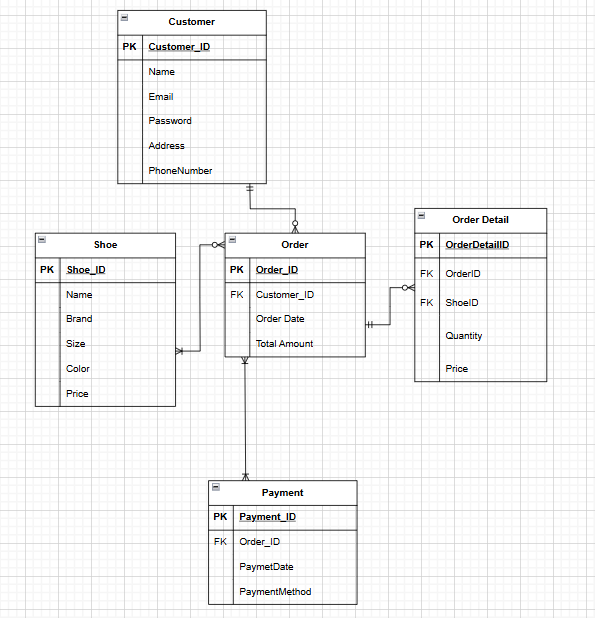 Customer
PK Customer_ID
Name
Email
Password
Address
PhoneNumber
Shoe
PK Shoe_ID
Name
Brand
Size
Color
Price
Order
PK Order_ID
FK Customer_ID
Order Date
Total Amount
Order Detail
PK OrderDetailID
FK OrderID
FK ShoeID
Quantity
Price
Payment
PK Payment_ID
FK Order_ID
PaymetDate
PaymentMethod